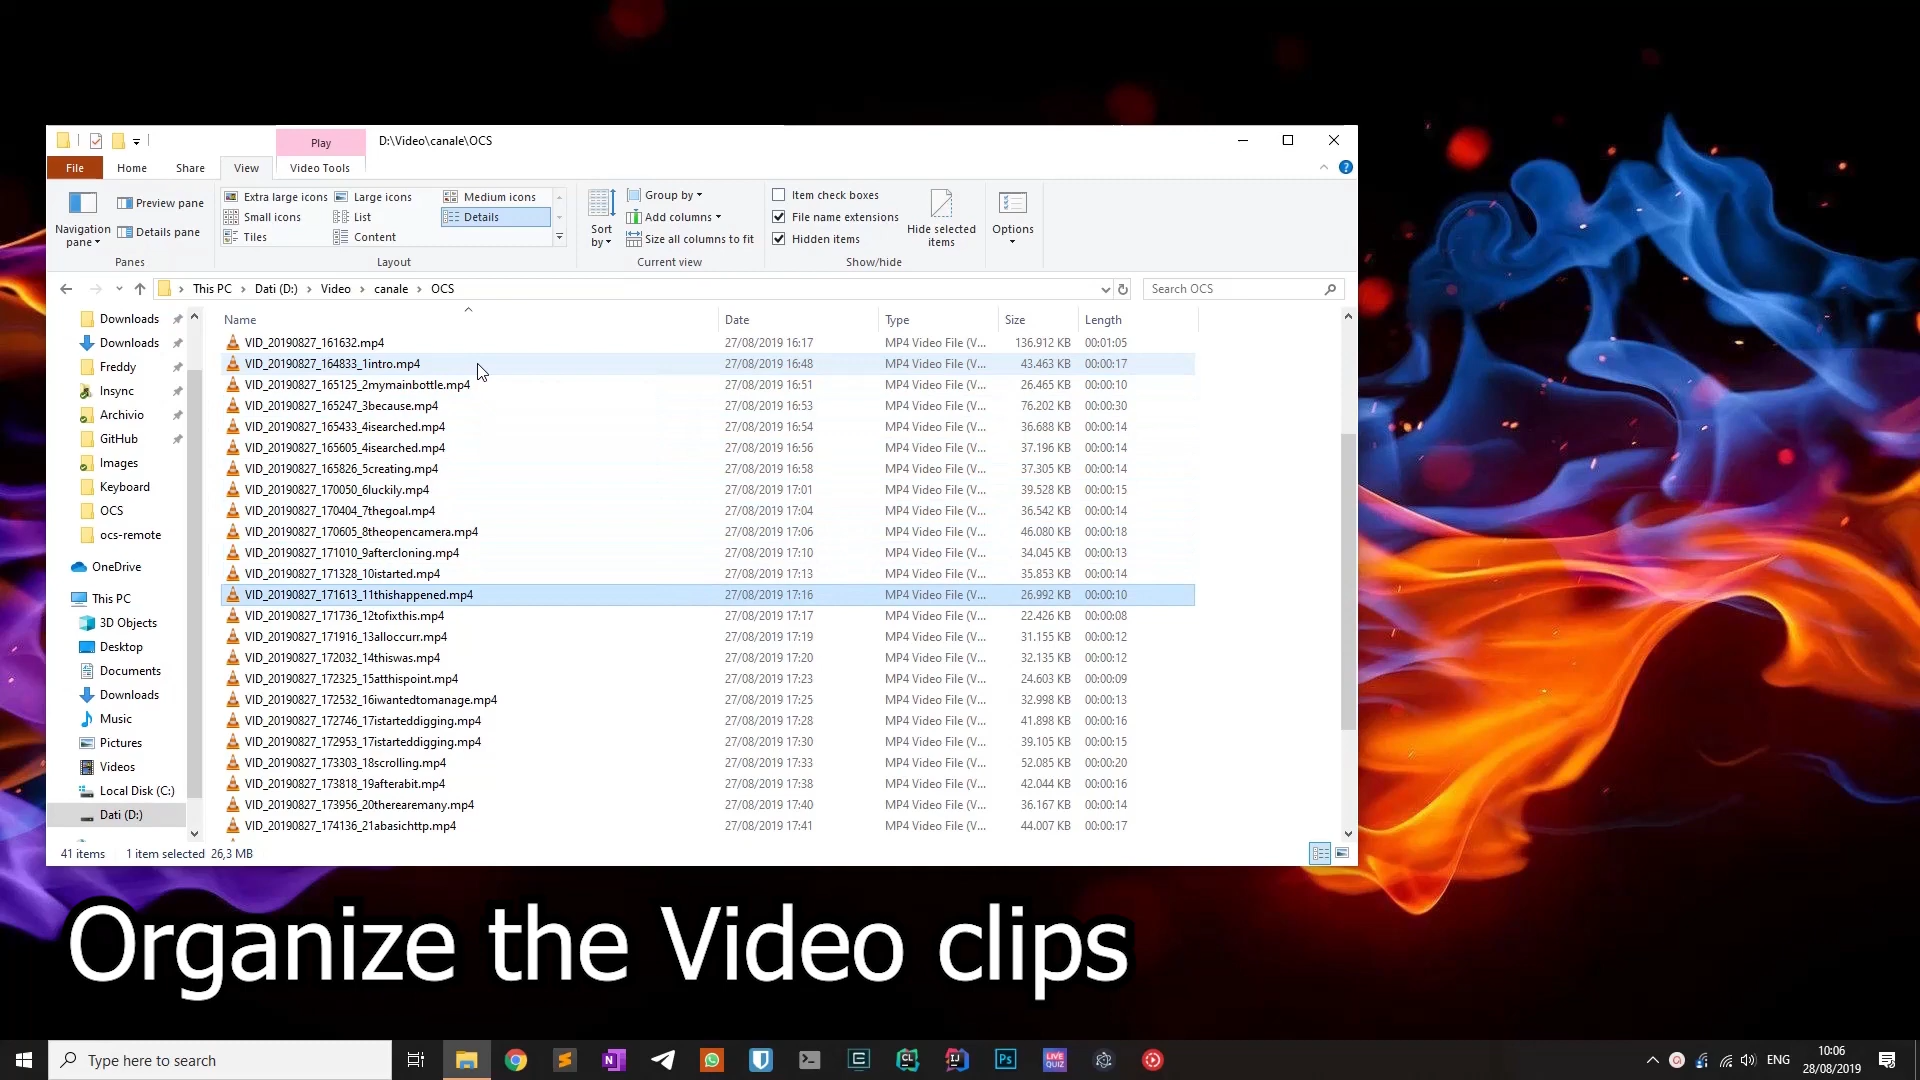 Play D:\Video\canale\OCS
File Home Share View Video Tools
Navigation pane Preview pane Details pane
Panes
Extra large icons Large icons Medium icons
Small icons List Details
Tiles Content
Layout
Sort by Group by
Add columns
Size all columns to fit
Current view
Item check boxes
File name extensions
Hidden items
Hide selected items
Show/hide
Options
This PC Dati (D:) Video canale OCS Search OCS
Downloads
Downloads
Freddy
Insync
Archivio
GitHub
Images
Keyboard
OCS
ocs-remote
OneDrive
This PC
3D Objects
Desktop
Documents
Downloads
Music
Pictures
Videos
Local Disk (C:)
Dati (D:)
Name Date Type Size Length
VID_20190827_161632.mp4 27/08/2019 16:17 MP4 Video File (V... 136.912 KB 00:01:05
VID_20190827_164833_1intro.mp4 27/08/2019 16:48 MP4 Video File (V... 43.463 KB 00:00:17
VID_20190827_165125_2mymainbottle.mp4 27/08/2019 16:51 MP4 Video File (V... 26.465 KB 00:00:10
VID_20190827_165247_3because.mp4 27/08/2019 16:53 MP4 Video File (V... 76.202 KB 00:00:30
VID_20190827_165433_4isearched.mp4 27/08/2019 16:54 MP4 Video File (V... 36.688 KB 00:00:14
VID_20190827_165605_4isearched.mp4 27/08/2019 16:56 MP4 Video File (V... 37.196 KB 00:00:14
VID_20190827_165826_5creating.mp4 27/08/2019 16:58 MP4 Video File (V... 37.305 KB 00:00:14
VID_20190827_170050_6luckily.mp4 27/08/2019 17:01 MP4 Video File (V... 39.528 KB 00:00:15
VID_20190827_170404_7thegoal.mp4 27/08/2019 17:04 MP4 Video File (V... 36.542 KB 00:00:14
VID_20190827_170605_8theopencamera.mp4 27/08/2019 17:06 MP4 Video File (V... 46.080 KB 00:00:18
VID_20190827_171010_9aftercloning.mp4 27/08/2019 17:10 MP4 Video File (V... 34.045 KB 00:00:13
VID_20190827_171328_10istarted.mp4 27/08/2019 17:13 MP4 Video File (V... 35.853 KB 00:00:14
VID_20190827_171613_11thishappened.mp4 27/08/2019 17:16 MP4 Video File (V... 26.992 KB 00:00:10
VID_20190827_171736_12tofixthis.mp4 27/08/2019 17:17 MP4 Video File (V... 22.426 KB 00:00:08
VID_20190827_171916_13alloccurr.mp4 27/08/2019 17:19 MP4 Video File (V... 31.155 KB 00:00:12
VID_20190827_172032_14thiswas.mp4 27/08/2019 17:20 MP4 Video File (V... 32.135 KB 00:00:12
VID_20190827_172325_15atthispoint.mp4 27/08/2019 17:23 MP4 Video File (V... 24.603 KB 00:00:09
VID_20190827_172532_16iwantedtomanage.mp4 27/08/2019 17:25 MP4 Video File (V... 32.998 KB 00:00:13
VID_20190827_172746_17istarteddigging.mp4 27/08/2019 17:28 MP4 Video File (V... 41.898 KB 00:00:16
VID_20190827_172953_17istarteddigging.mp4 27/08/2019 17:30 MP4 Video File (V... 39.105 KB 00:00:15
VID_20190827_173303_18scrolling.mp4 27/08/2019 17:33 MP4 Video File (V... 52.085 KB 00:00:20
VID_20190827_173818_19afterabit.mp4 27/08/2019 17:38 MP4 Video File (V... 42.044 KB 00:00:16
VID_20190827_173956_20therearemany.mp4 27/08/2019 17:40 MP4 Video File (V... 36.167 KB 00:00:14
VID_20190827_174136_21abasichttp.mp4 27/08/2019 17:41 MP4 Video File (V... 44.007 KB 00:00:17
41 items 1 item selected 26,3 MB
Organize the Video clips
Type here to search N CL IJ Ps LIVE QUIZ ENG 10:06
28/08/2019